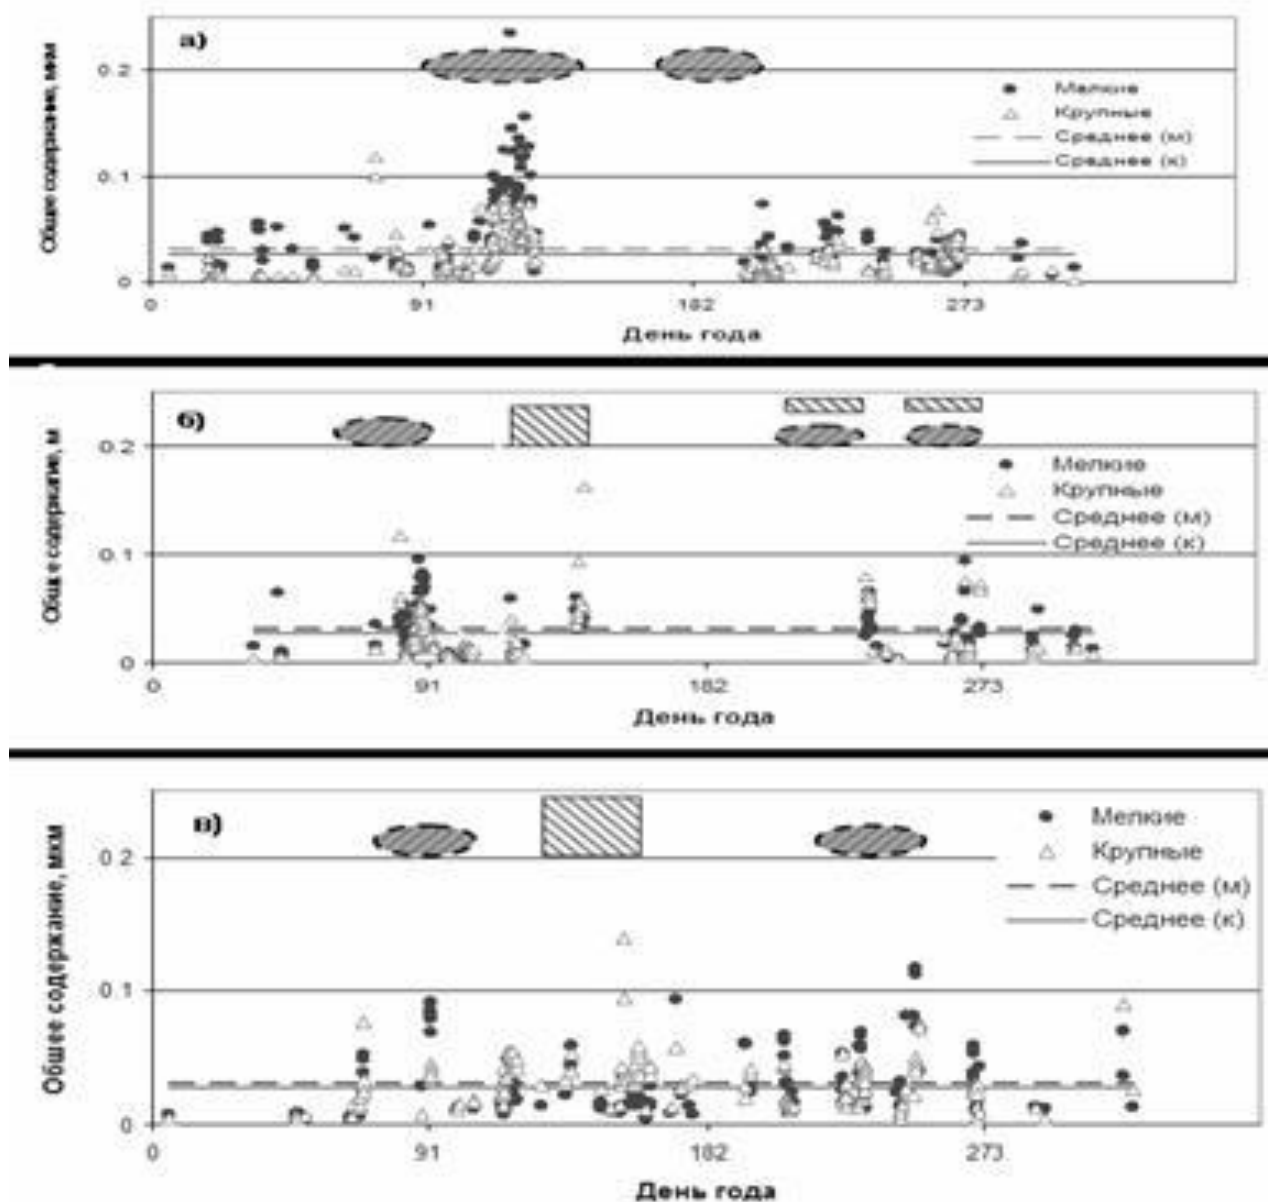 а)
Общее содержание, мкм
0.2
0.1
0
Мелкие
Крупные
Среднее (м)
Среднее (к)
0 91 182 273
День года
б)
Общее содержание, м
0.2
0.1
0
Мелкие
Крупные
Среднее (м)
Среднее (к)
0 91 182 273
День года
в)
Общее содержание, мкм
0.2
0.1
0
Мелкие
Крупные
Среднее (м)
Среднее (к)
0 91 182 273
День года